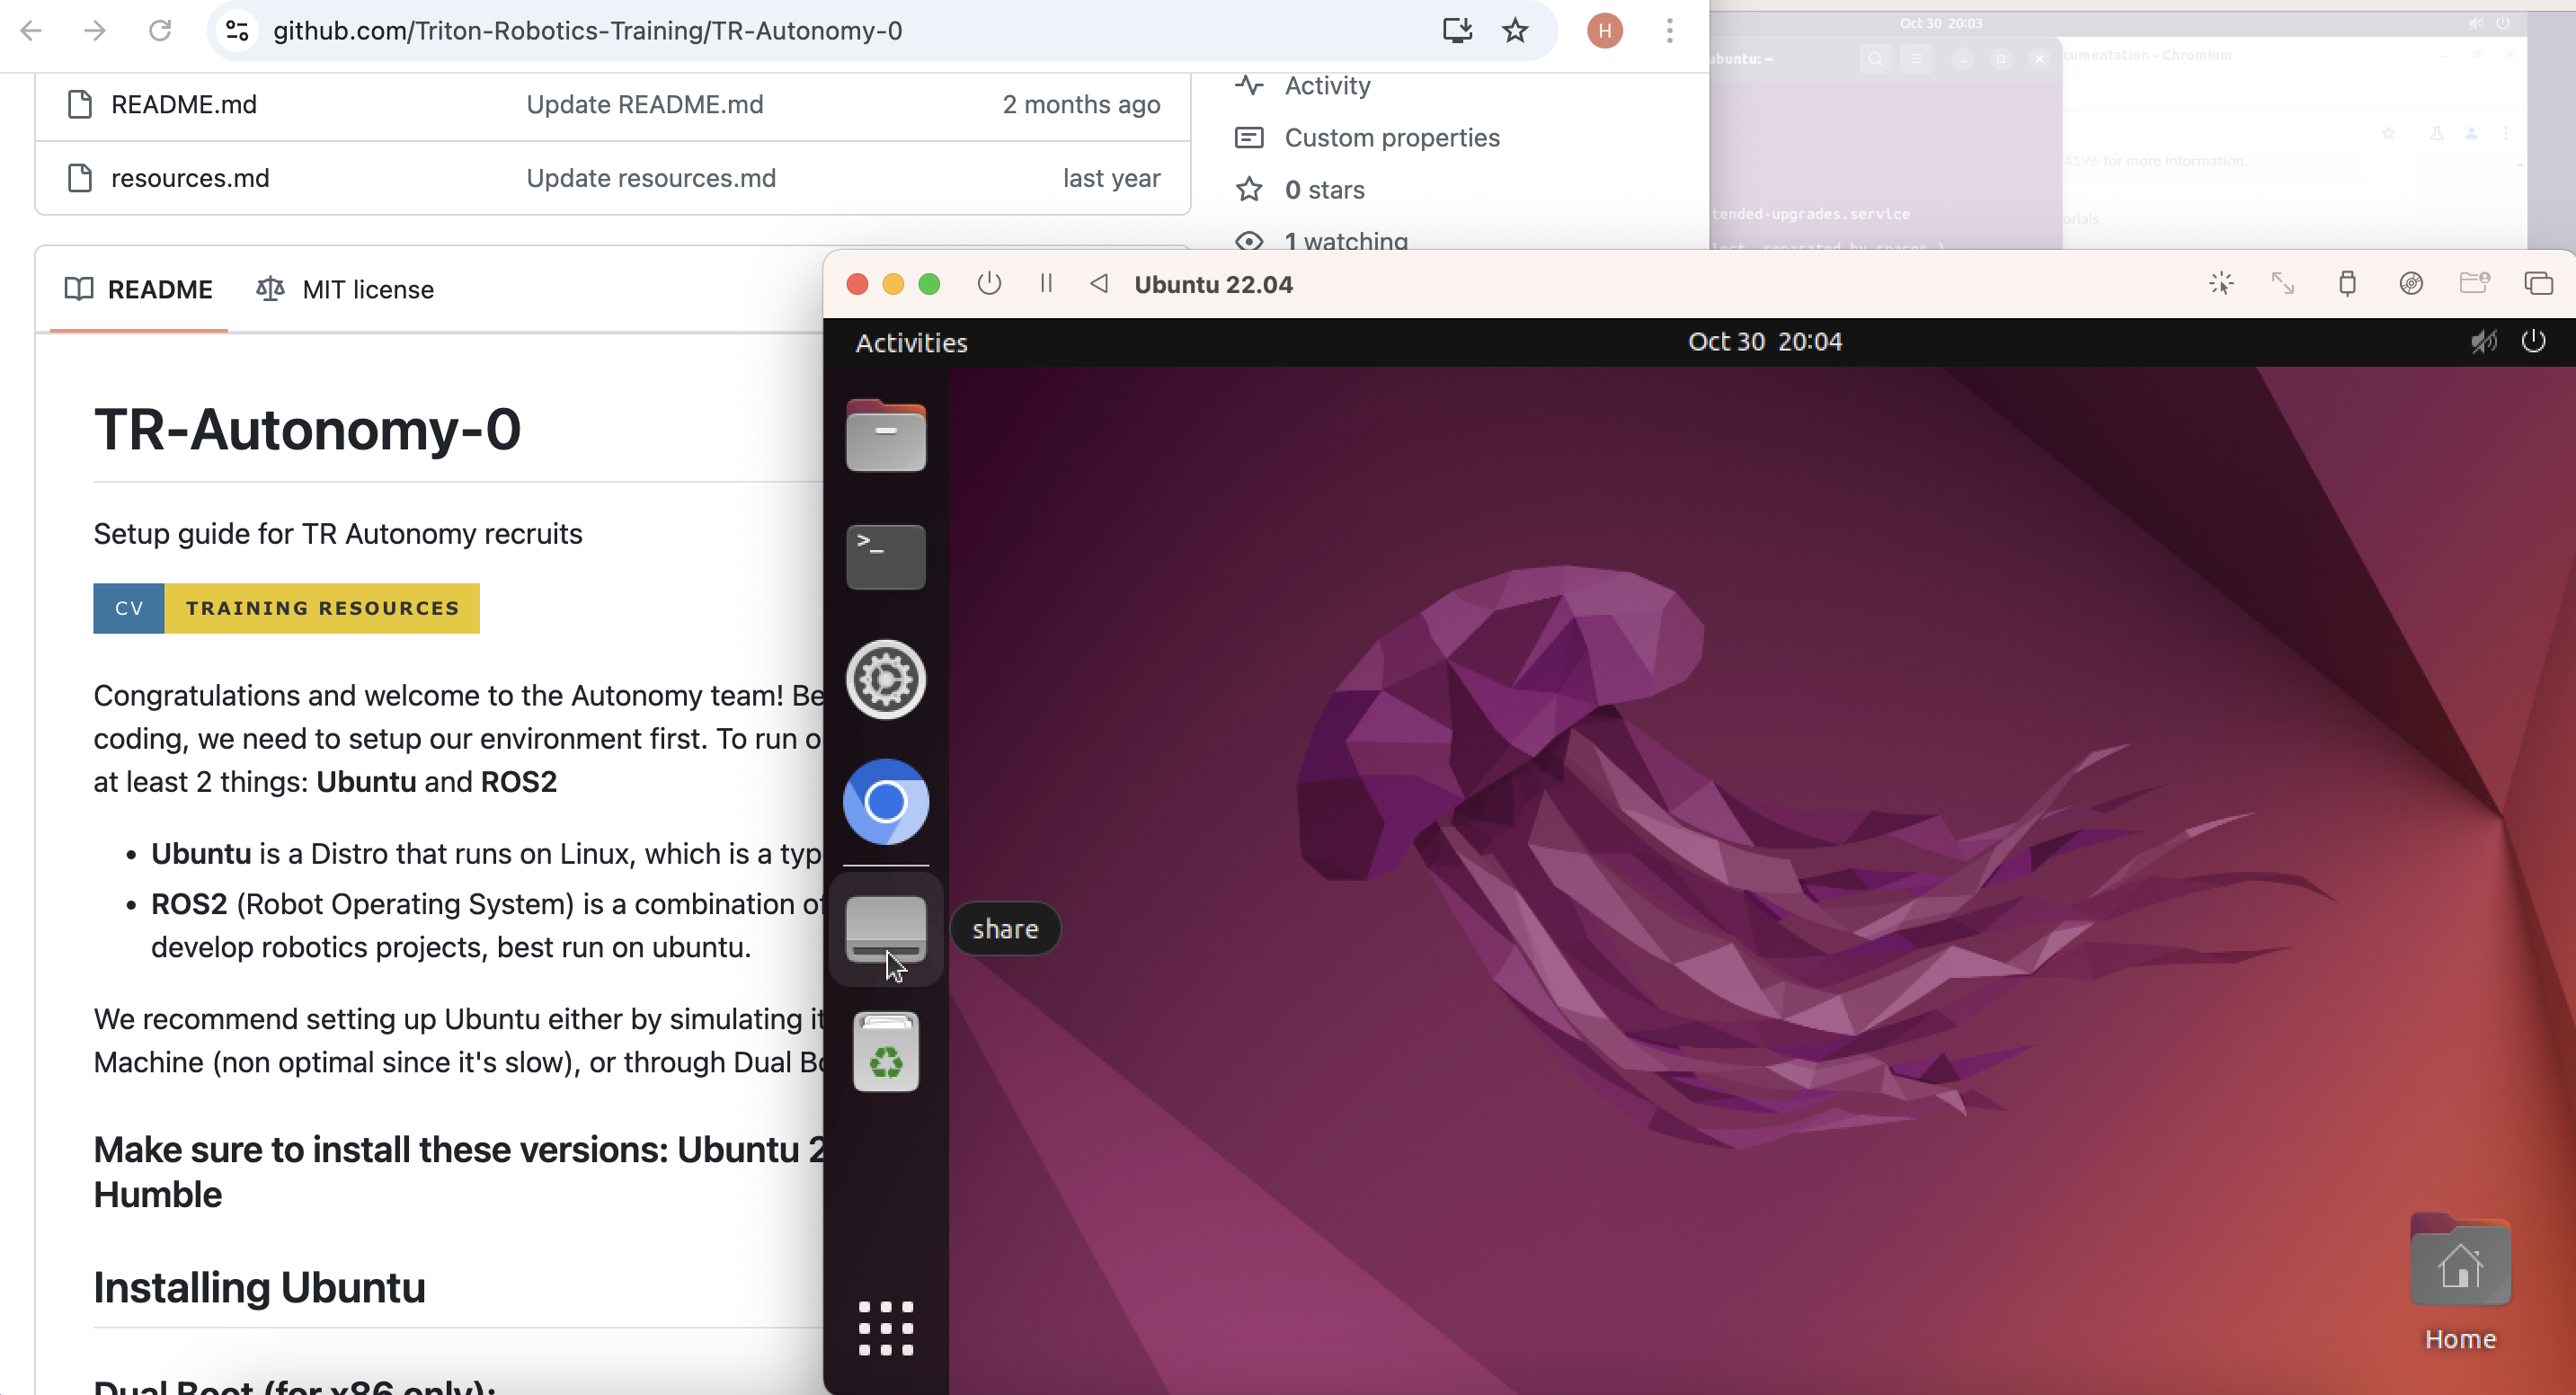 github.com/Triton-Robotics-Training/TR-Autonomy-0
H
README.md Update README.md 2 months ago
resources.md Update resources.md last year
Activity
Custom properties
0 stars
1 watching
Oct 30 20:03
ubuntu: ~
cumentation - Chromium
4196 for more information.
orials.
tended-upgrades.service
lect, separated by spaces.)
README MIT license
TR-Autonomy-0
Setup guide for TR Autonomy recruits
CV TRAINING RESOURCES
Congratulations and welcome to the Autonomy team! Be
coding, we need to setup our environment first. To run o
at least 2 things: Ubuntu and ROS2
• Ubuntu is a Distro that runs on Linux, which is a typ
• ROS2 (Robot Operating System) is a combination of
develop robotics projects, best run on ubuntu.
We recommend setting up Ubuntu either by simulating it
Machine (non optimal since it's slow), or through Dual Bo
Make sure to install these versions: Ubuntu 2
Humble
Installing Ubuntu
Dual Boot (for x86 only):
Ubuntu 22.04
Activities
Oct 30 20:04
share
Home